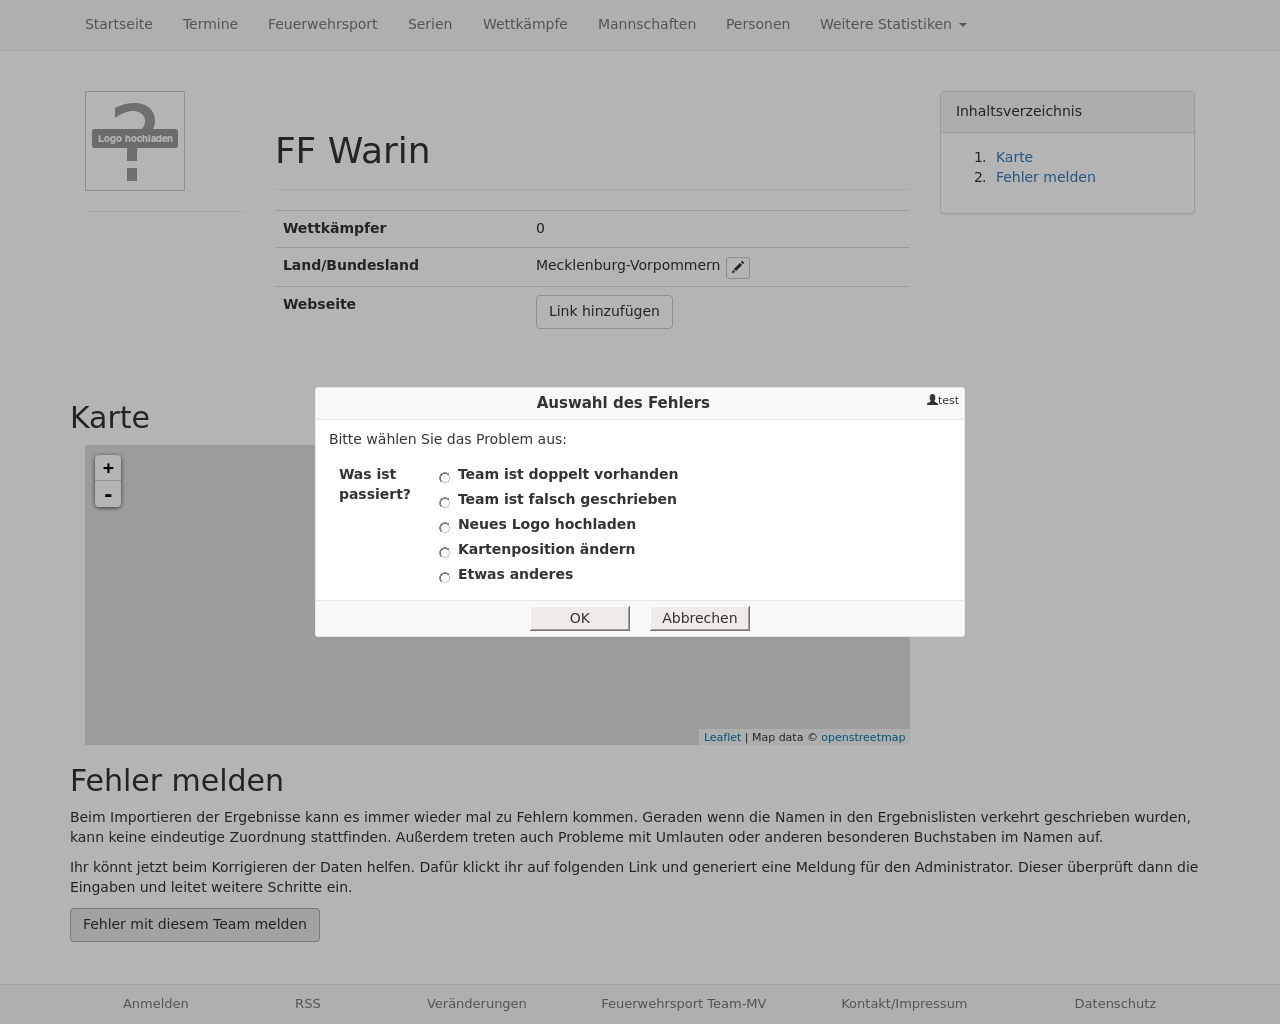 Startseite Termine Feuerwehrsport Serien Wettkämpfe Mannschaften Personen Weitere Statistiken
?
Logo hochladen
FF Warin
Wettkämpfer 0
Land/Bundesland Mecklenburg-Vorpommern
Webseite Link hinzufügen
Inhaltsverzeichnis
1. Karte
2. Fehler melden
Karte
+
-
Auswahl des Fehlers
test
Bitte wählen Sie das Problem aus:
Was ist
passiert?
Team ist doppelt vorhanden
Team ist falsch geschrieben
Neues Logo hochladen
Kartenposition ändern
Etwas anderes
OK Abbrechen
Leaflet | Map data © openstreetmap
Fehler melden
Beim Importieren der Ergebnisse kann es immer wieder mal zu Fehlern kommen. Geraden wenn die Namen in den Ergebnislisten verkehrt geschrieben wurden,
kann keine eindeutige Zuordnung stattfinden. Außerdem treten auch Probleme mit Umlauten oder anderen besonderen Buchstaben im Namen auf.
Ihr könnt jetzt beim Korrigieren der Daten helfen. Dafür klickt ihr auf folgenden Link und generiert eine Meldung für den Administrator. Dieser überprüft dann die
Eingaben und leitet weitere Schritte ein.
Fehler mit diesem Team melden
Anmelden RSS Veränderungen Feuerwehrsport Team-MV Kontakt/Impressum Datenschutz